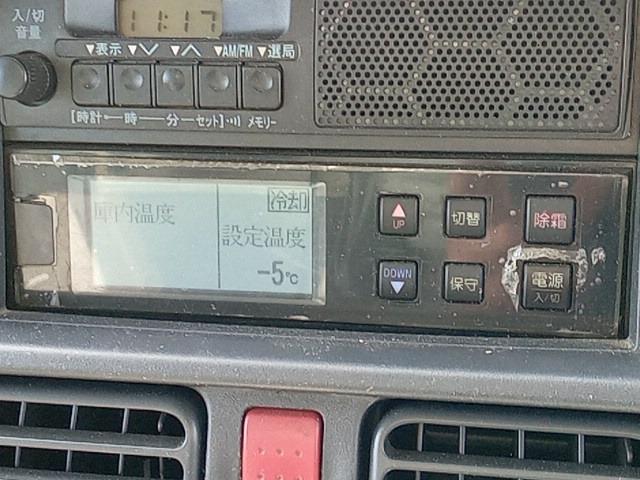 入/切
音量
11:17
▼表示 ▼∨ ▼∧ ▼AM/FM ▼選局
[時計 時 分 セット] メモリー
庫内温度
冷却
設定温度
-5℃
▲
UP
切替
除霜
DOWN
▼
保守
電源
入/切